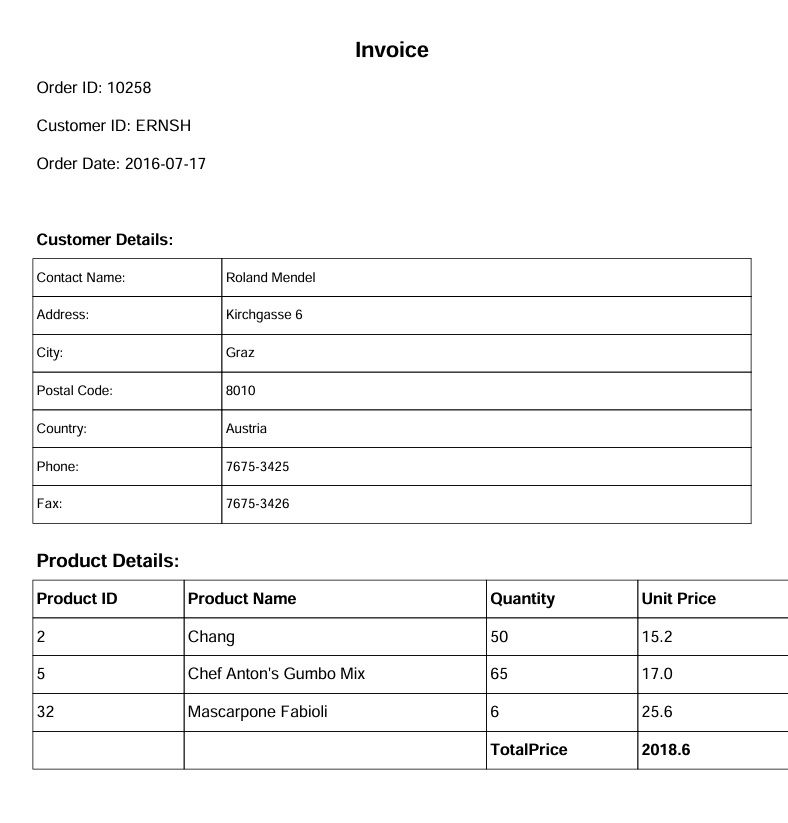 Invoice
Order ID: 10258
Customer ID: ERNSH
Order Date: 2016-07-17
Customer Details:
Contact Name: Roland Mendel
Address: Kirchgasse 6
City: Graz
Postal Code: 8010
Country: Austria
Phone: 7675-3425
Fax: 7675-3426
Product Details:
Product ID Product Name Quantity Unit Price
2 Chang 50 15.2
5 Chef Anton's Gumbo Mix 65 17.0
32 Mascarpone Fabioli 6 25.6
TotalPrice 2018.6